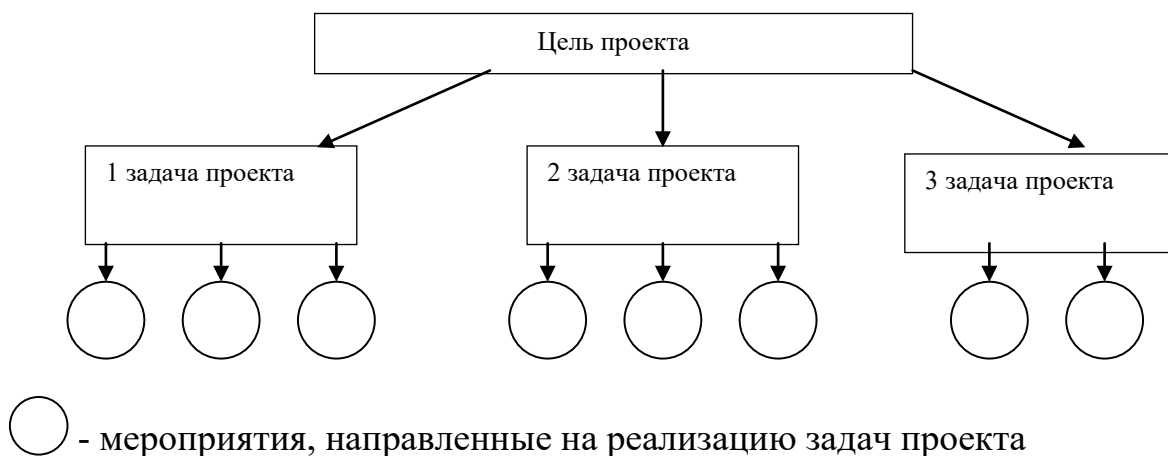 Цель проекта
1 задача проекта
2 задача проекта
3 задача проекта
- мероприятия, направленные на реализацию задач проекта